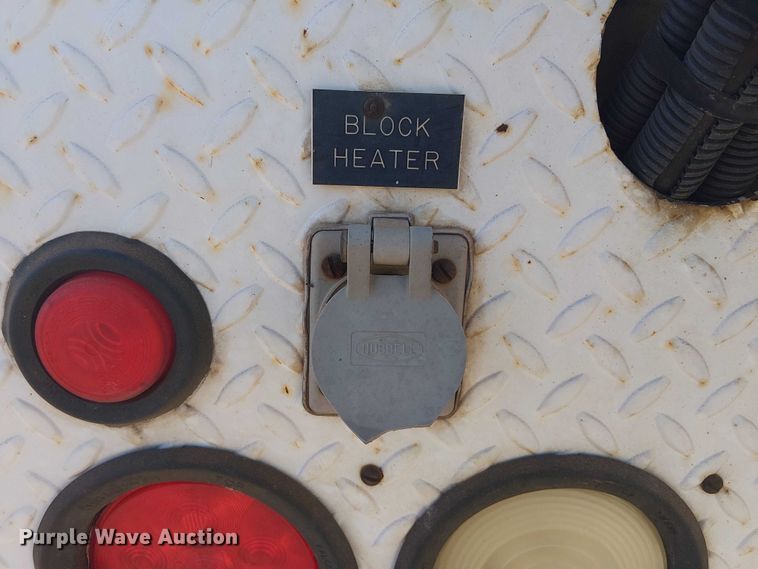 BLOCK
HEATER
HUBBELL
Purple Wave Auction